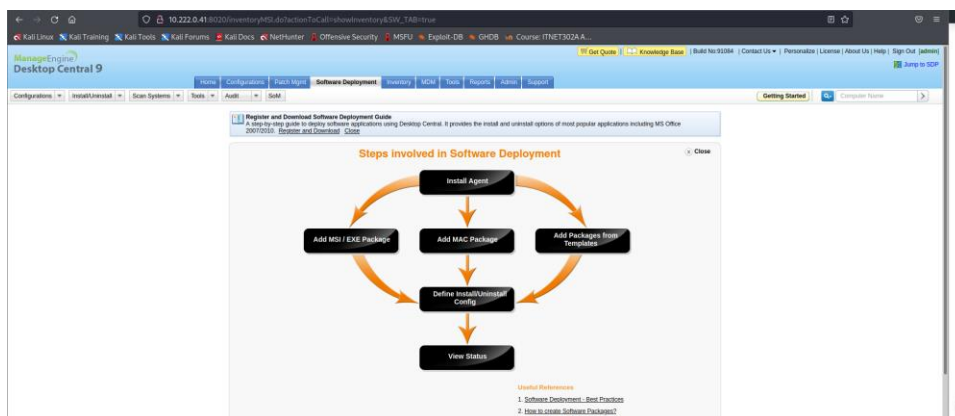 10.222.0.41:8020/inventoryMSI.do?actionToCall=showInventory&SW_TAB=true
Kali Linux Kali Training Kali Tools Kali Forums Kali Docs NetHunter Offensive Security MSFU Exploit-DB GHDB Course: ITNET302A A...
Get Quote | Knowledge Base | Build No:91084 | Contact Us | Personalize | License | About Us | Help | Sign Out [admin]
ManageEngine
Desktop Central 9
Jump to SDP
Home Configurations Patch Mgmt Software Deployment Inventory MDM Tools Reports Admin Support
Configurations Install/Uninstall Scan Systems Tools Audit SoM Getting Started Computer Name
Register and Download Software Deployment Guide
A step-by-step guide to deploy software applications using Desktop Central. It provides the install and uninstall options of most popular applications including MS Office
2007/2010. Register and Download Close
Steps involved in Software Deployment
Close
Install Agent
Add MSI / EXE Package
Add MAC Package
Add Packages from
Templates
Define Install/Uninstall
Config
View Status
Useful References
1. Software Deployment - Best Practices
2. How to create Software Packages?